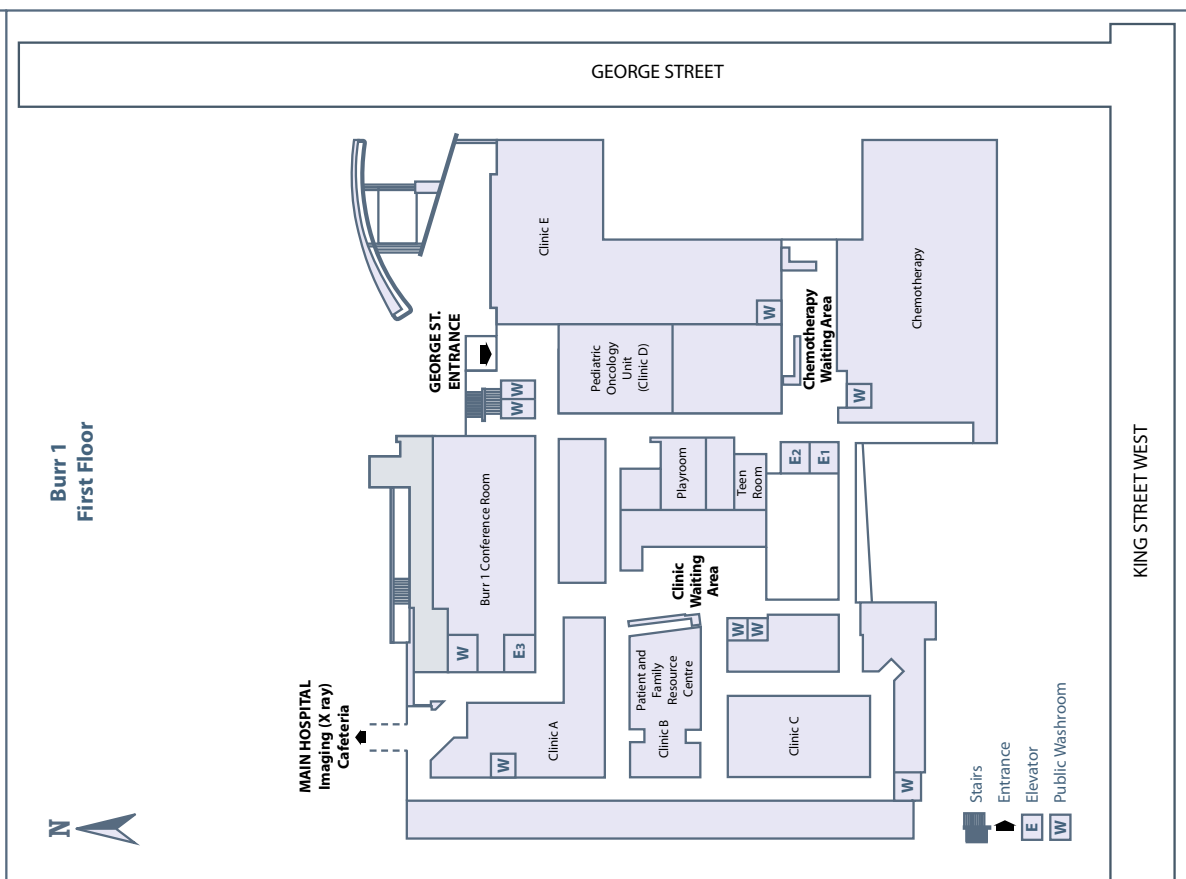 GEORGE STREET
Burr 1
First Floor
GEORGE ST.
ENTRANCE
Clinic E
W
W
W
Pediatric
Oncology
Unit
(Clinic D)
Chemotherapy
Waiting Area
Chemotherapy
W
Burr 1 Conference Room
W
E3
Playroom
Teen
Room
E2
E1
Clinic
Waiting
Area
MAIN HOSPITAL
Imaging (X ray)
Cafeteria
Clinic A
W
Patient and
Family
Resource
Centre
Clinic B
W
W
Clinic C
W
KING STREET WEST
N
Stairs
Entrance
E Elevator
W Public Washroom